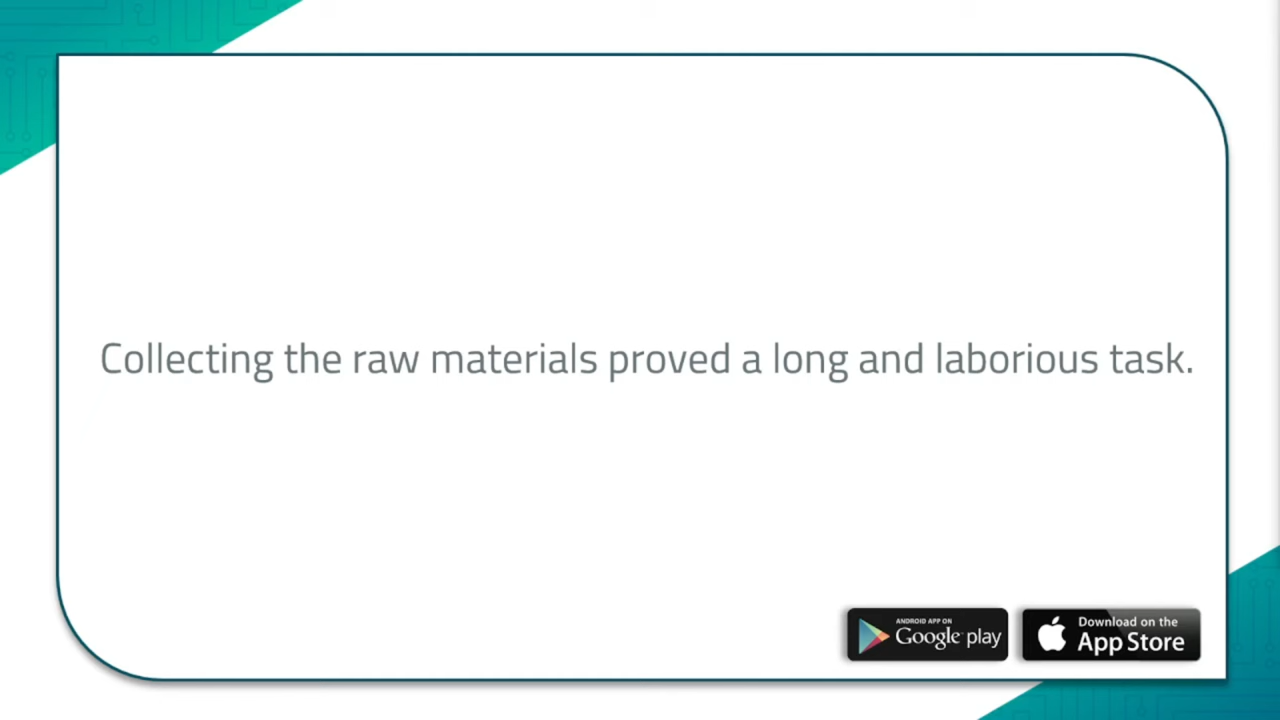 Collecting the raw materials proved a long and laborious task.
ANDROID APP ON
Google play
Download on the
App Store